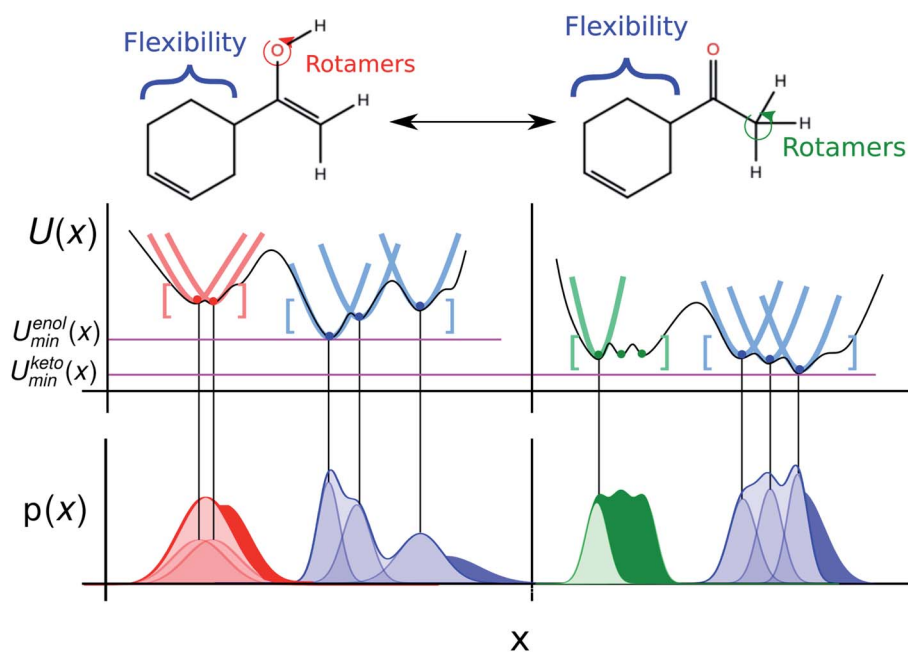 Flexibility
O
H
Rotamers
H
H
Flexibility
O
H
H
H
Rotamers
U(x)
[ ]
[ ]
[ ]
[ ]
U_min^enol(x)
U_min^keto(x)
p(x)
x